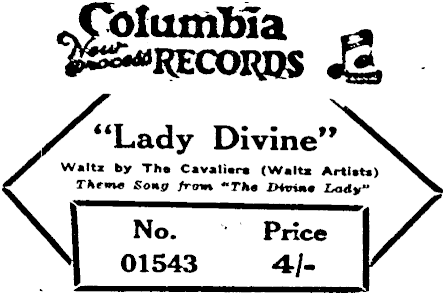 Columbia
New process RECORDS
"Lady Divine"
Waltz by The Cavaliers (Waltz Artists)
Theme Song from "The Divine Lady"
No. Price
01543 4/-